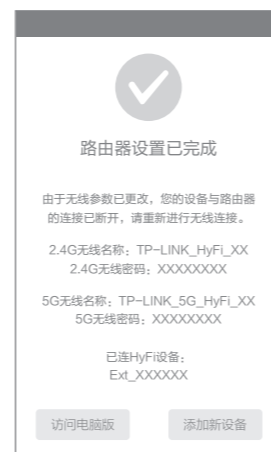 路由器设置已完成
由于无线参数已更改，您的设备与路由器
的连接已断开，请重新进行无线连接。
2.4G无线名称：TP-LINK_HyFi_XX
2.4G无线密码：XXXXXXXX
5G无线名称：TP-LINK_5G_HyFi_XX
5G无线密码：XXXXXXXX
已连HyFi设备：
Ext_XXXXXX
访问电脑版 添加新设备